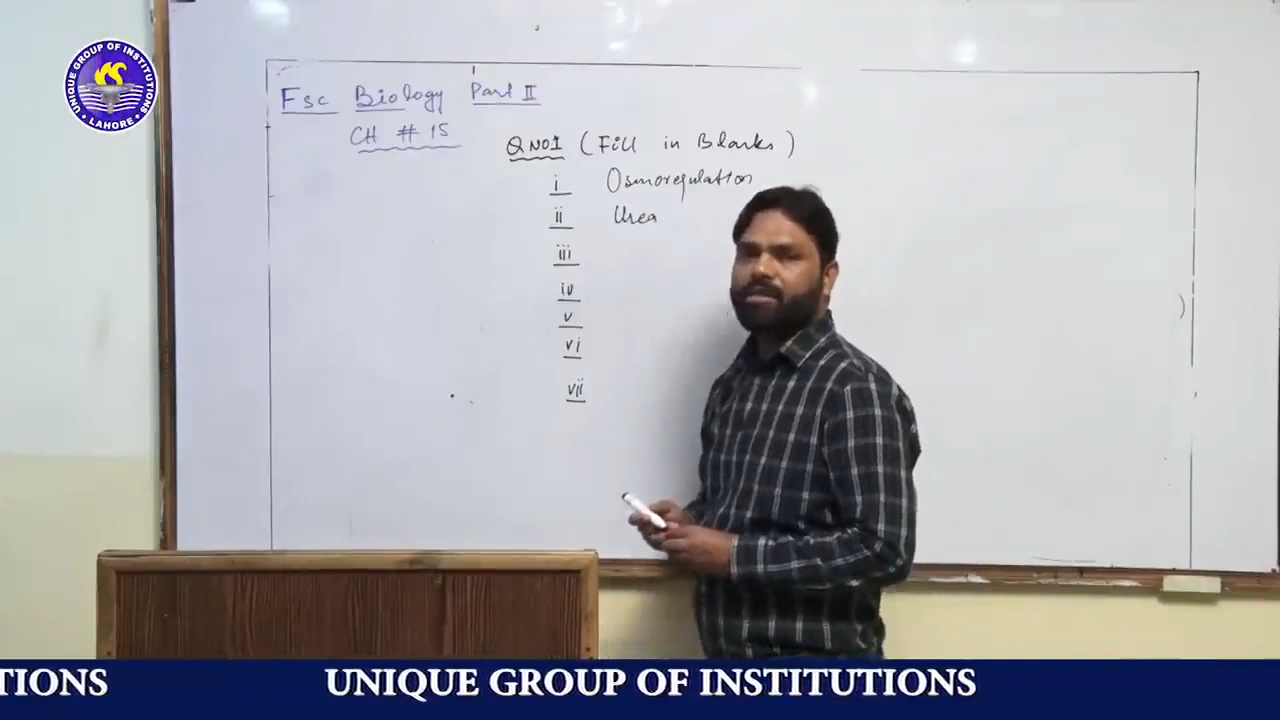 UNIQUE GROUP OF INSTITUTIONS
LAHORE
Fsc Biology Part II
CH # 15
Q NO1 (Fill in Blanks)
i Osmoregulation
ii Urea
iii
iv
v
vi
vii
TIONS UNIQUE GROUP OF INSTITUTIONS